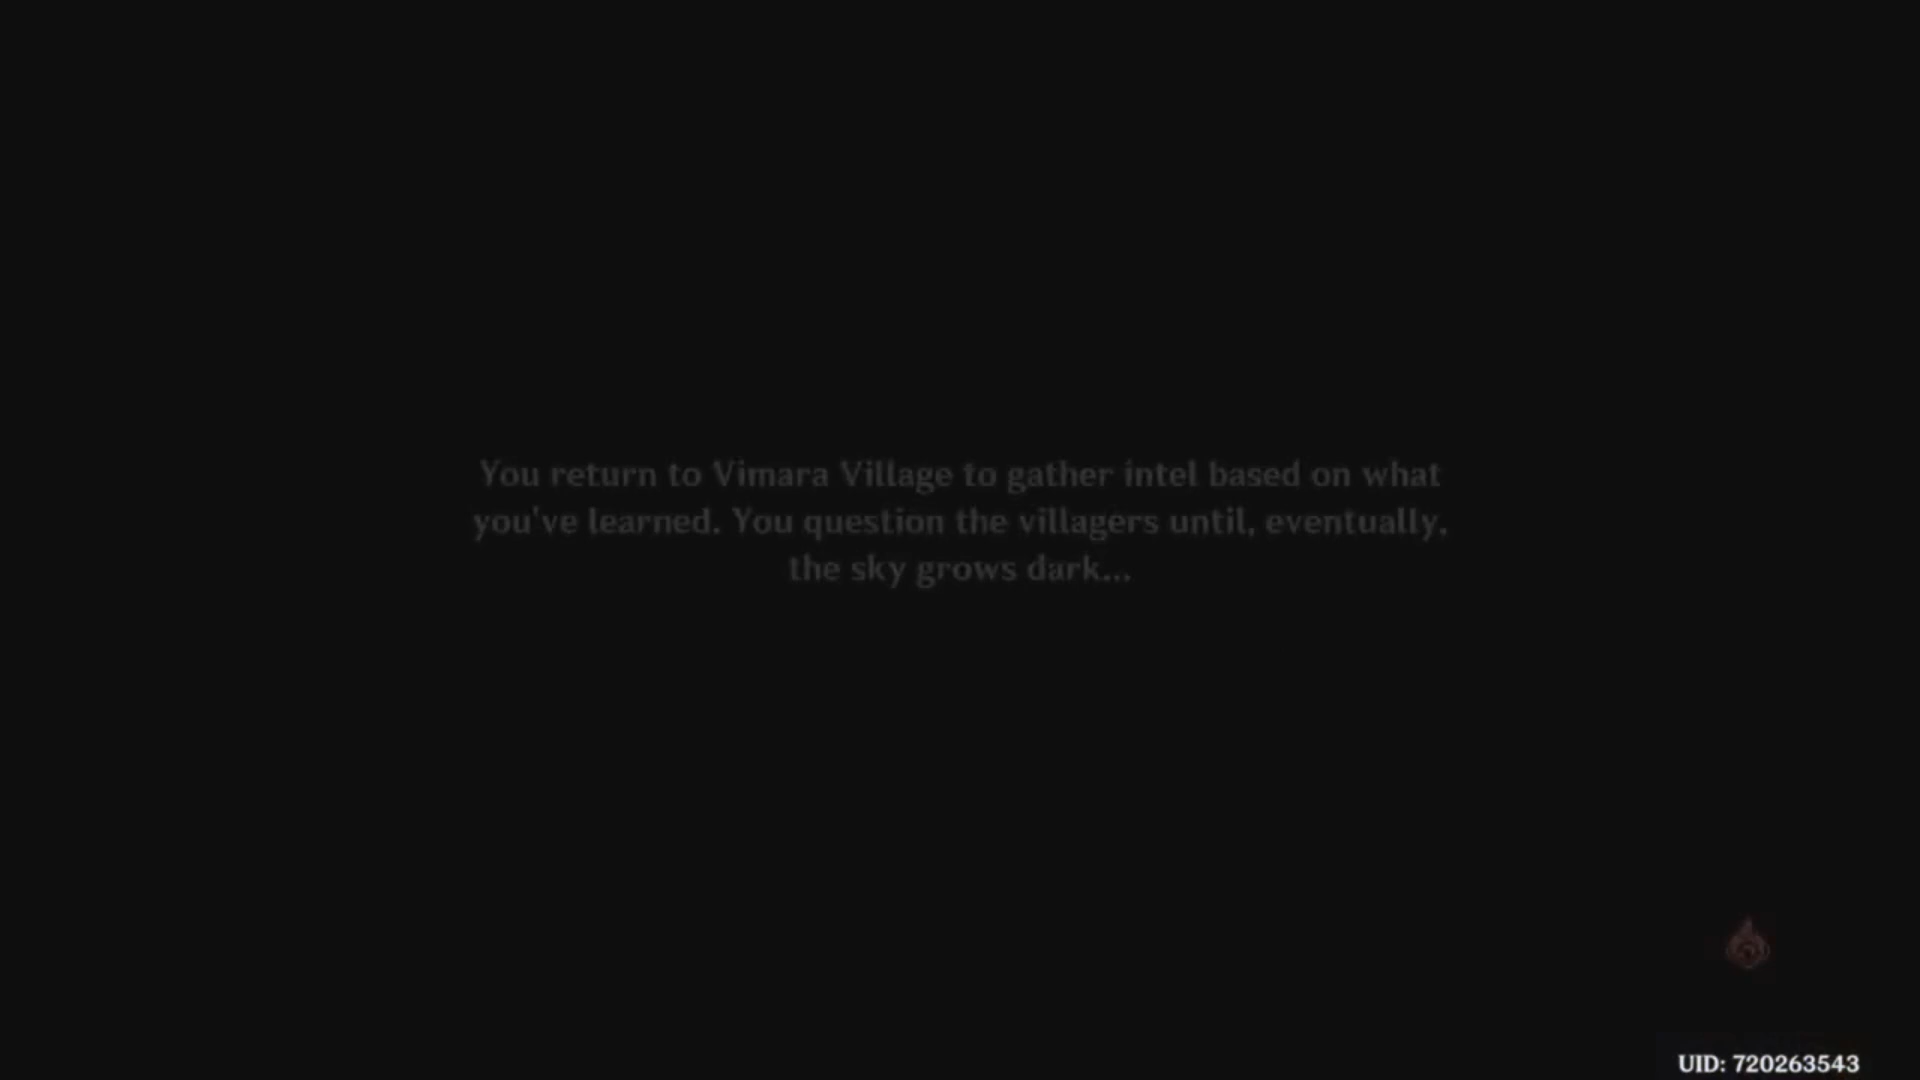 You return to Vimara Village to gather intel based on what
you've learned. You question the villagers until, eventually,
the sky grows dark...
UID: 720263543